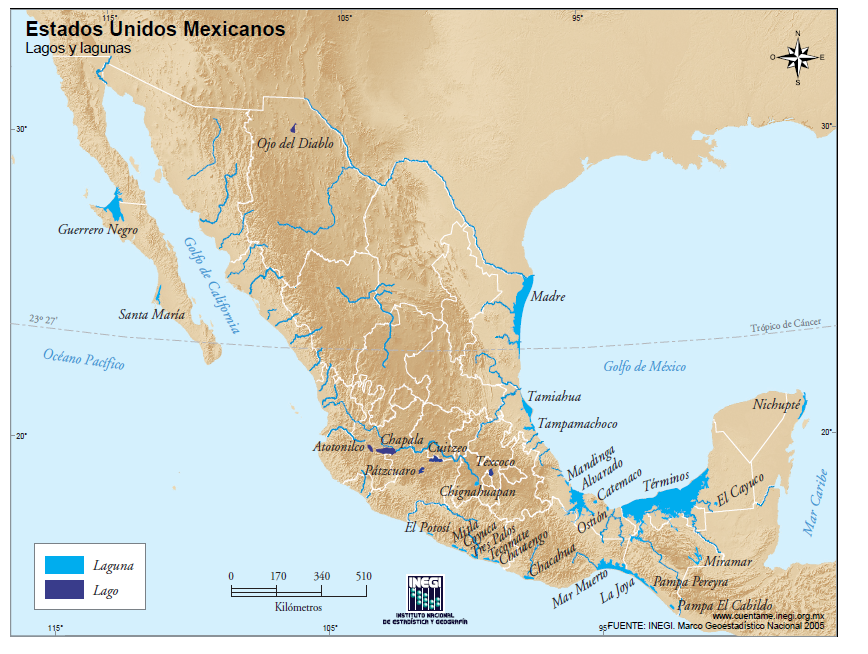 Estados Unidos Mexicanos
Lagos y lagunas
115°
105°
95°
N
O
E
S
30°
30°
Ojo del Diablo
Guerrero Negro
Golfo de California
Santa María
Madre
23° 27'
Trópico de Cáncer
Océano Pacífico
Golfo de México
Tamiahua
Nichupté
Tampamachoco
20°
20°
Atotonilco
Chapala
Cuitzeo
Pátzcuaro
Texcoco
Chignahuapan
Mandinga
Alvarado
Catemaco
Términos
El Cayuco
Mar Caribe
Ostión
El Potosí
Mitla
Coyuca
Tres Palos
Tecomate
Chautengo
Chacahua
Mar Muerto
La Joya
Miramar
Pampa Pereyra
Pampa El Cabildo
Laguna
Lago
0 170 340 510
Kilómetros
INEGI
INSTITUTO NACIONAL
DE ESTADÍSTICA Y GEOGRAFÍA
www.cuentame.inegi.org.mx
FUENTE: INEGI. Marco Geoestadístico Nacional 2005
115°
105°
95°